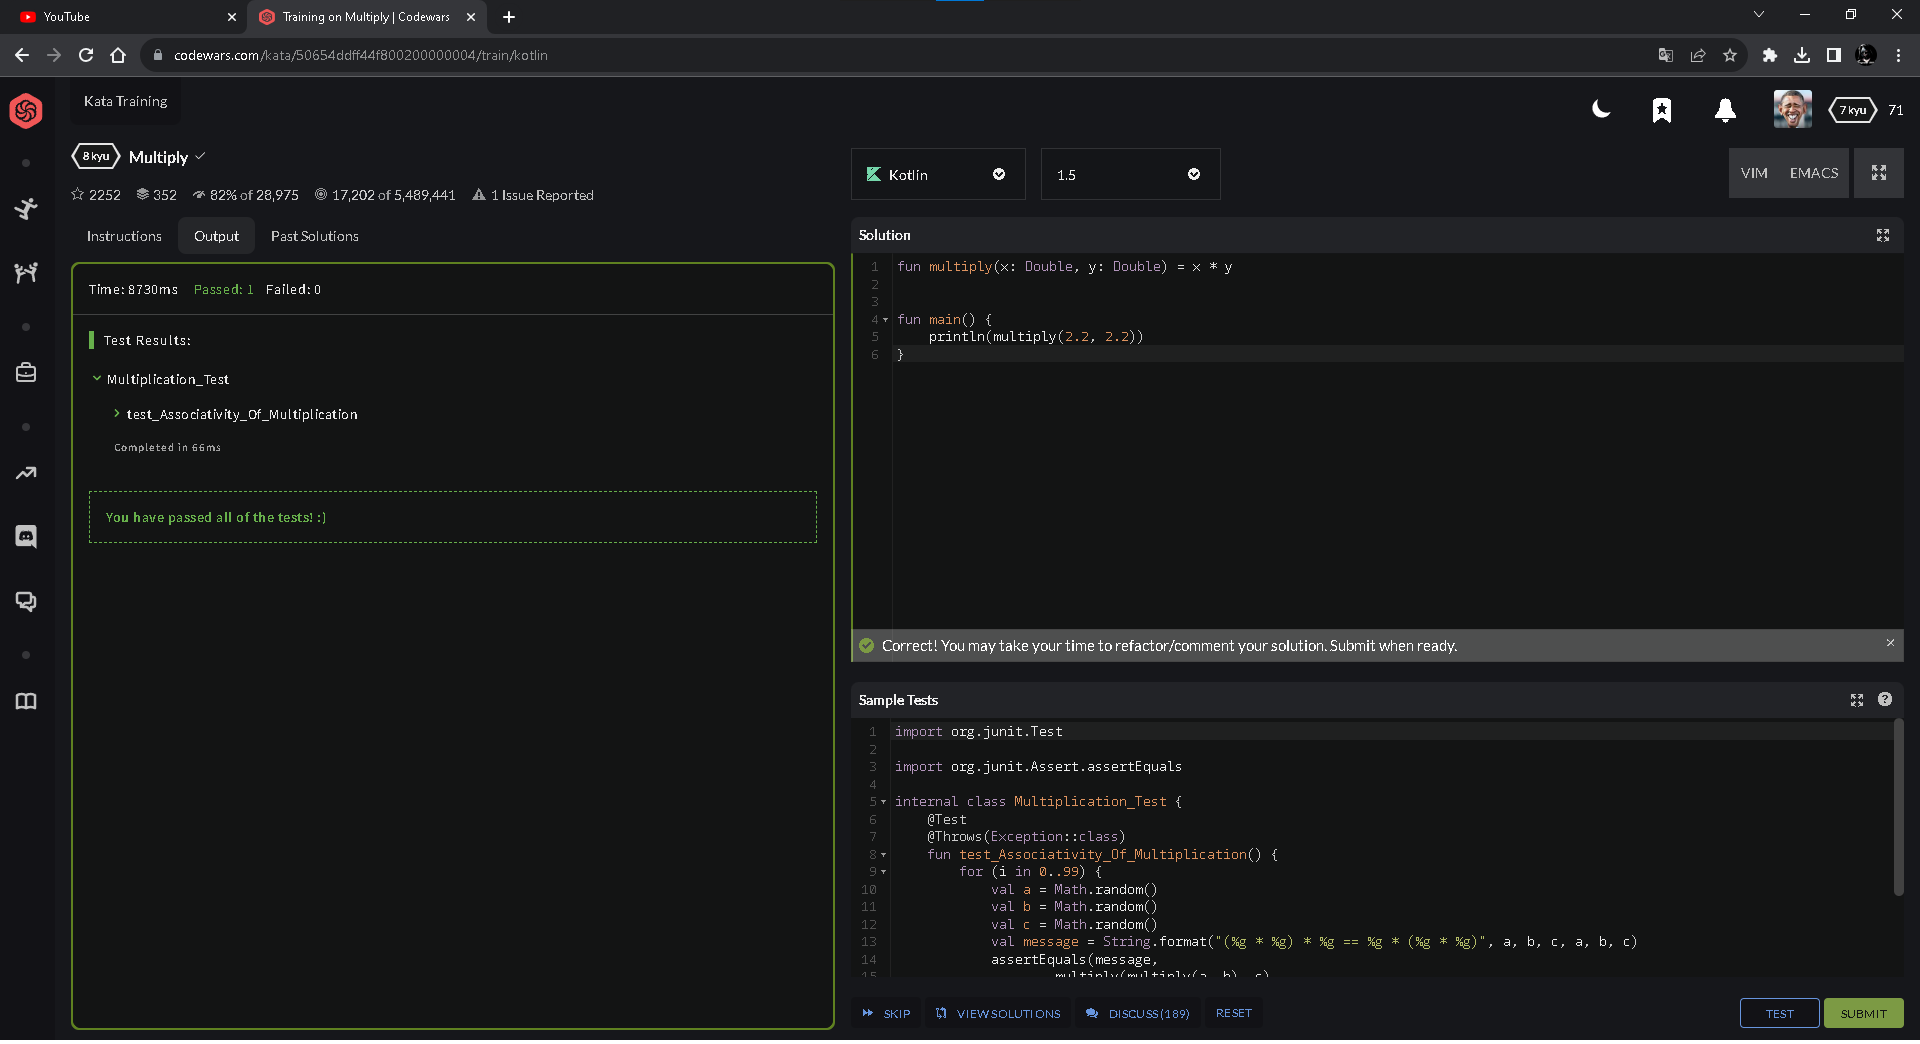 YouTube
Training on Multiply | Codewars
codewars.com/kata/50654ddff44f800200000004/train/kotlin
Kata Training
7 kyu
71
8 kyu
Multiply
2252
352
82% of 28,975
17,202 of 5,489,441
1 Issue Reported
Kotlin
1.5
VIM
EMACS
Instructions
Output
Past Solutions
Time: 8730ms Passed: 1 Failed: 0
Test Results:
Multiplication_Test
test_Associativity_Of_Multiplication
Completed in 66ms
You have passed all of the tests! :)
Solution
1 fun multiply(x: Double, y: Double) = x * y
2
3
4 fun main() {
5 println(multiply(2.2, 2.2))
6 }
Correct! You may take your time to refactor/comment your solution. Submit when ready.
Sample Tests
1 import org.junit.Test
2
3 import org.junit.Assert.assertEquals
4
5 internal class Multiplication_Test {
6 @Test
7 @Throws(Exception::class)
8 fun test_Associativity_Of_Multiplication() {
9 for (i in 0..99) {
10 val a = Math.random()
11 val b = Math.random()
12 val c = Math.random()
13 val message = String.format("(%g * %g) * %g == %g * (%g * %g)", a, b, c, a, b, c)
14 assertEquals(message,
15 multiply(multiply(a, b), c)
SKIP
VIEW SOLUTIONS
DISCUSS (189)
RESET
TEST
SUBMIT